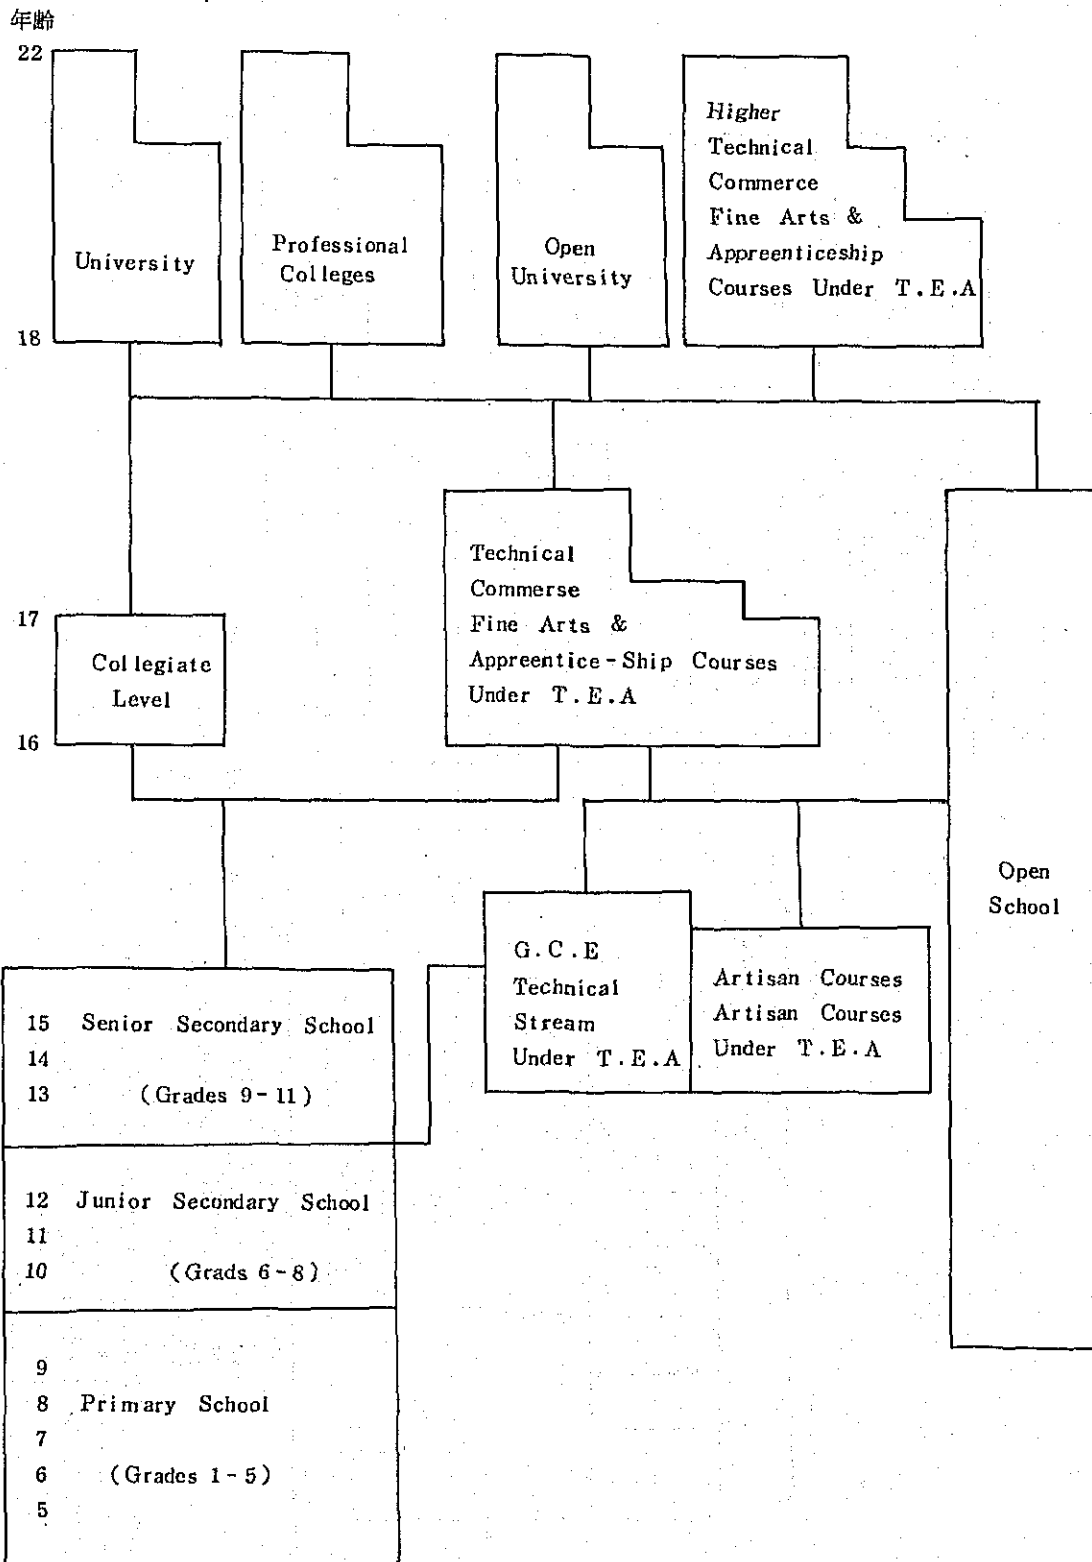 年齢
22
University
Professional
Colleges
Open
University
Higher
Technical
Commerce
Fine Arts &
Appreenticeship
Courses Under T.E.A
18
17
Collegiate
Level
16
Technical
Commerse
Fine Arts &
Appreentice-Ship Courses
Under T.E.A
Open
School
G.C.E
Technical
Stream
Under T.E.A
Artisan Courses
Artisan Courses
Under T.E.A
15 Senior Secondary School
14
13 (Grades 9-11)
12 Junior Secondary School
11
10 (Grads 6-8)
9
8 Primary School
7
6 (Grades 1-5)
5